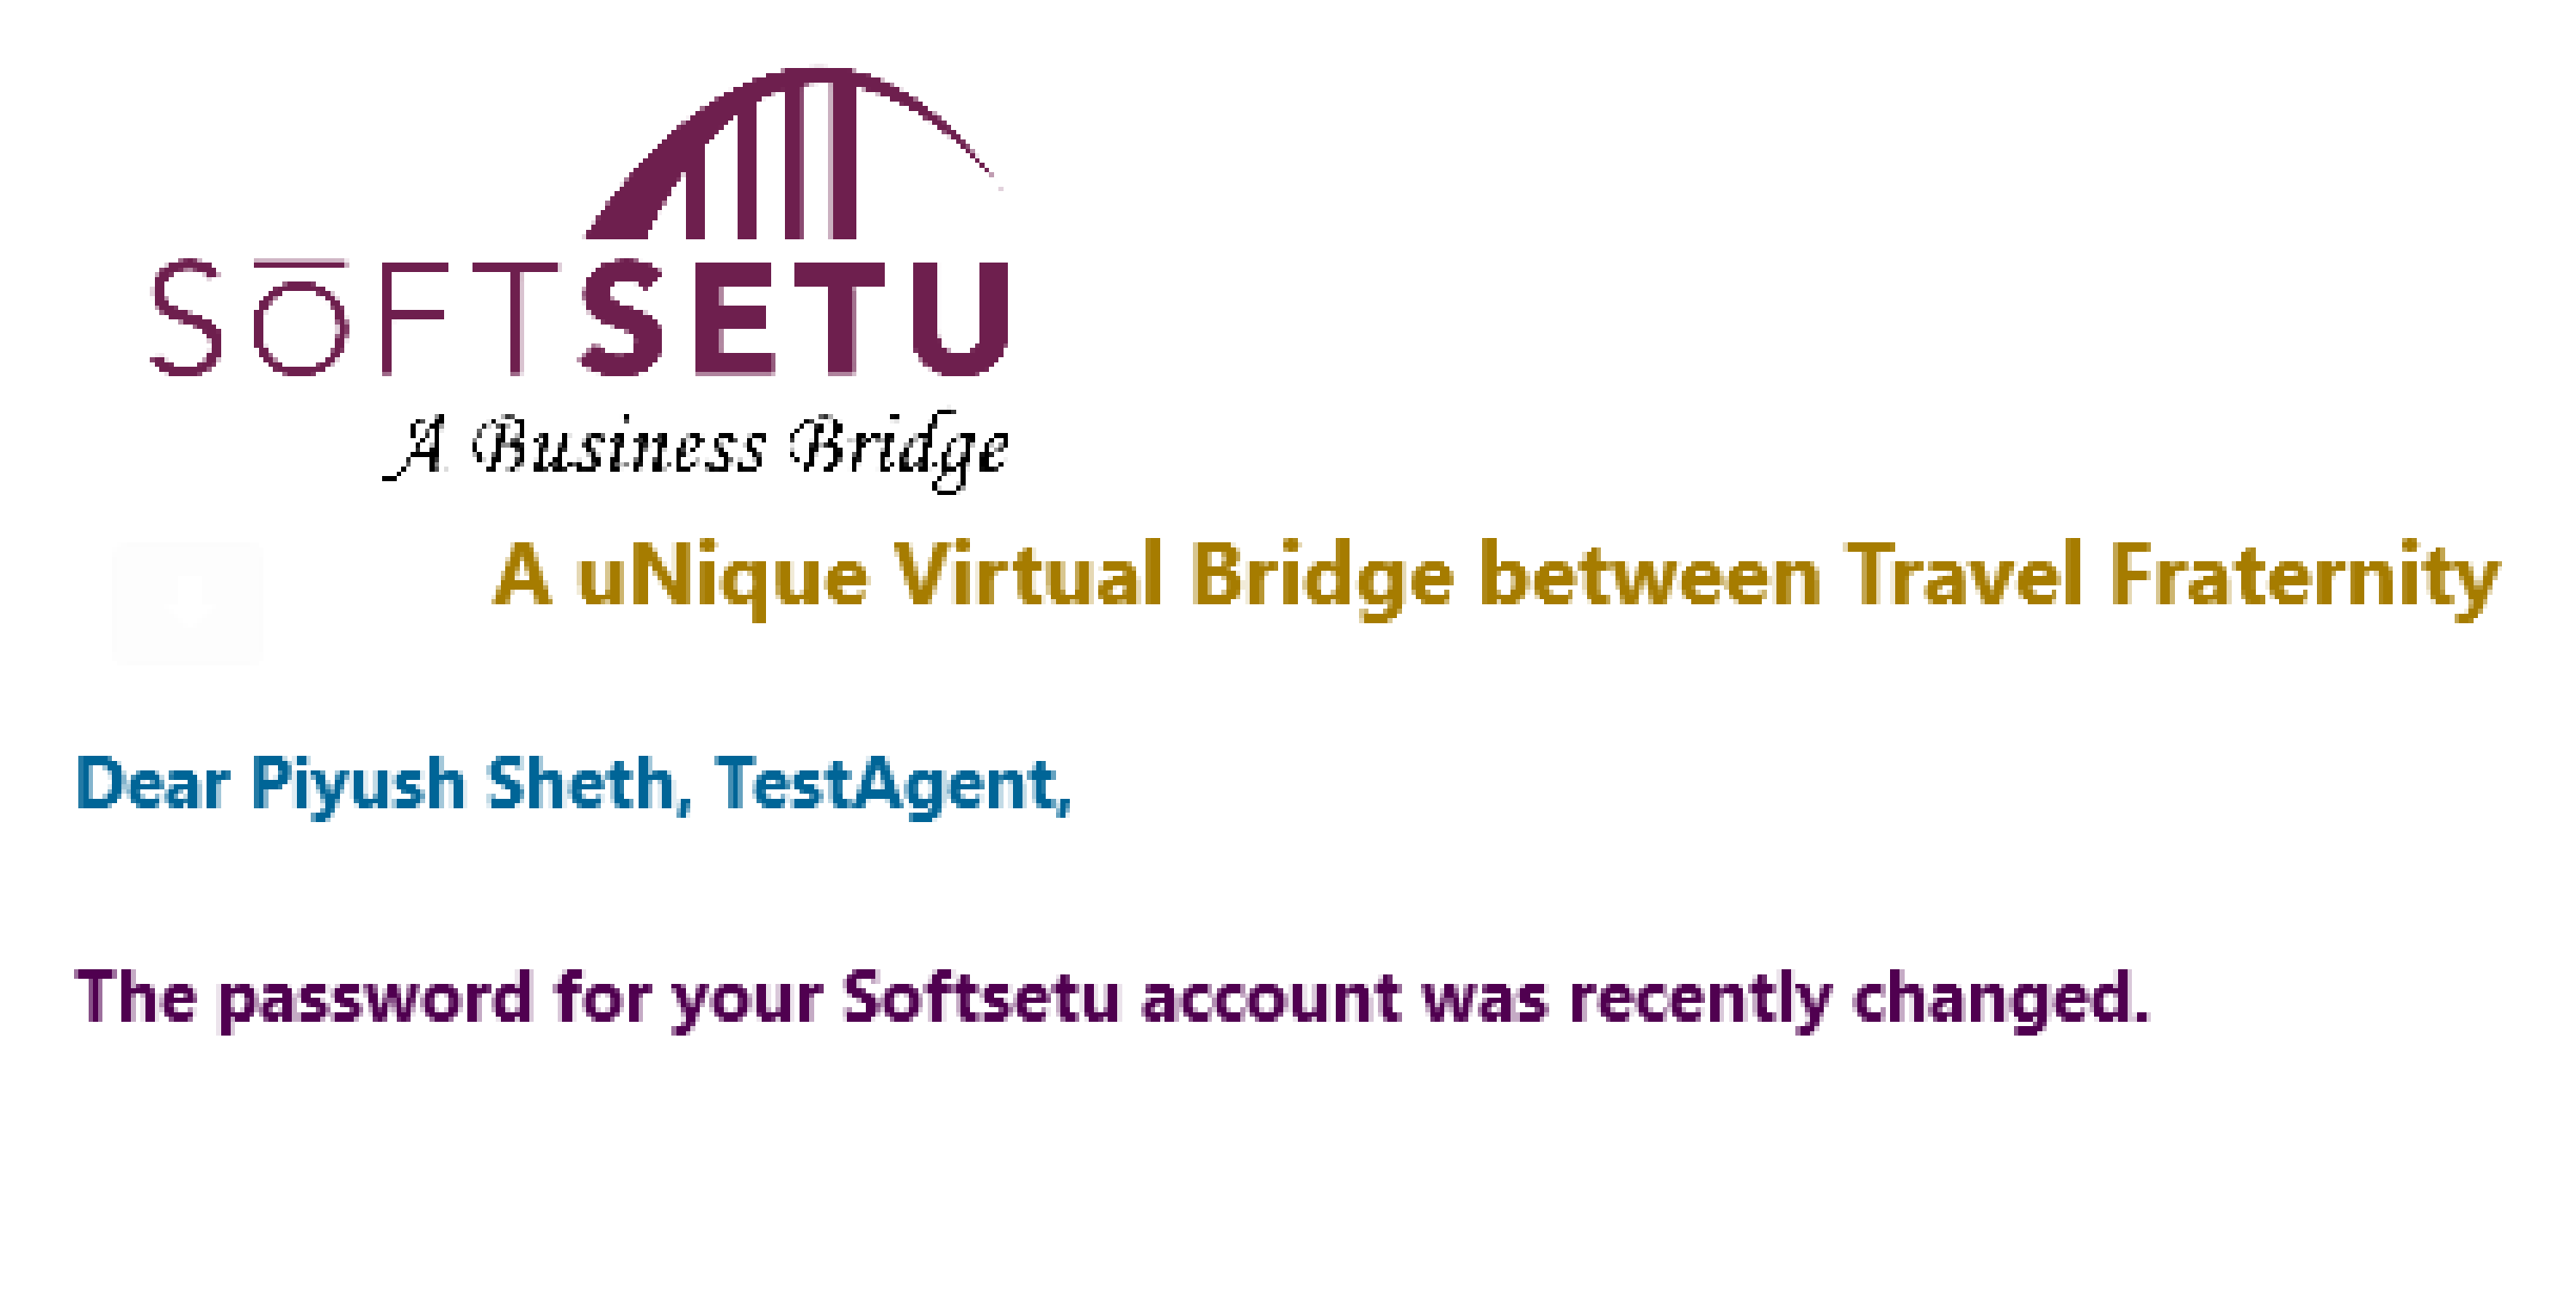 SōFTSETU
A Business Bridge
A uNique Virtual Bridge between Travel Fraternity
Dear Piyush Sheth, TestAgent,
The password for your Softsetu account was recently changed.